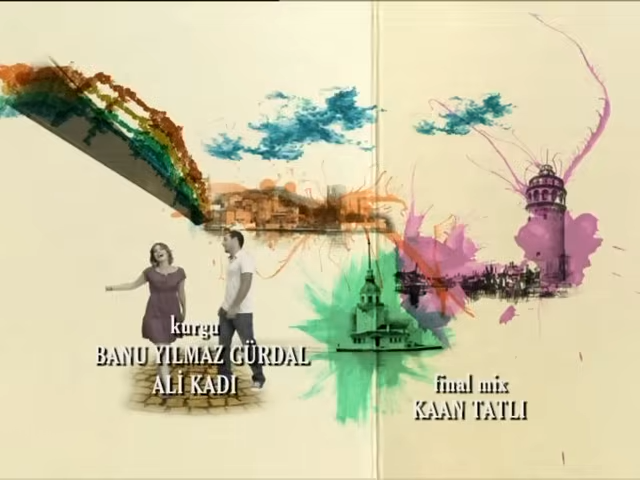 kurgu
BANU YILMAZ GÜRDAL
ALİ KADI
final mix
KAAN TATLI